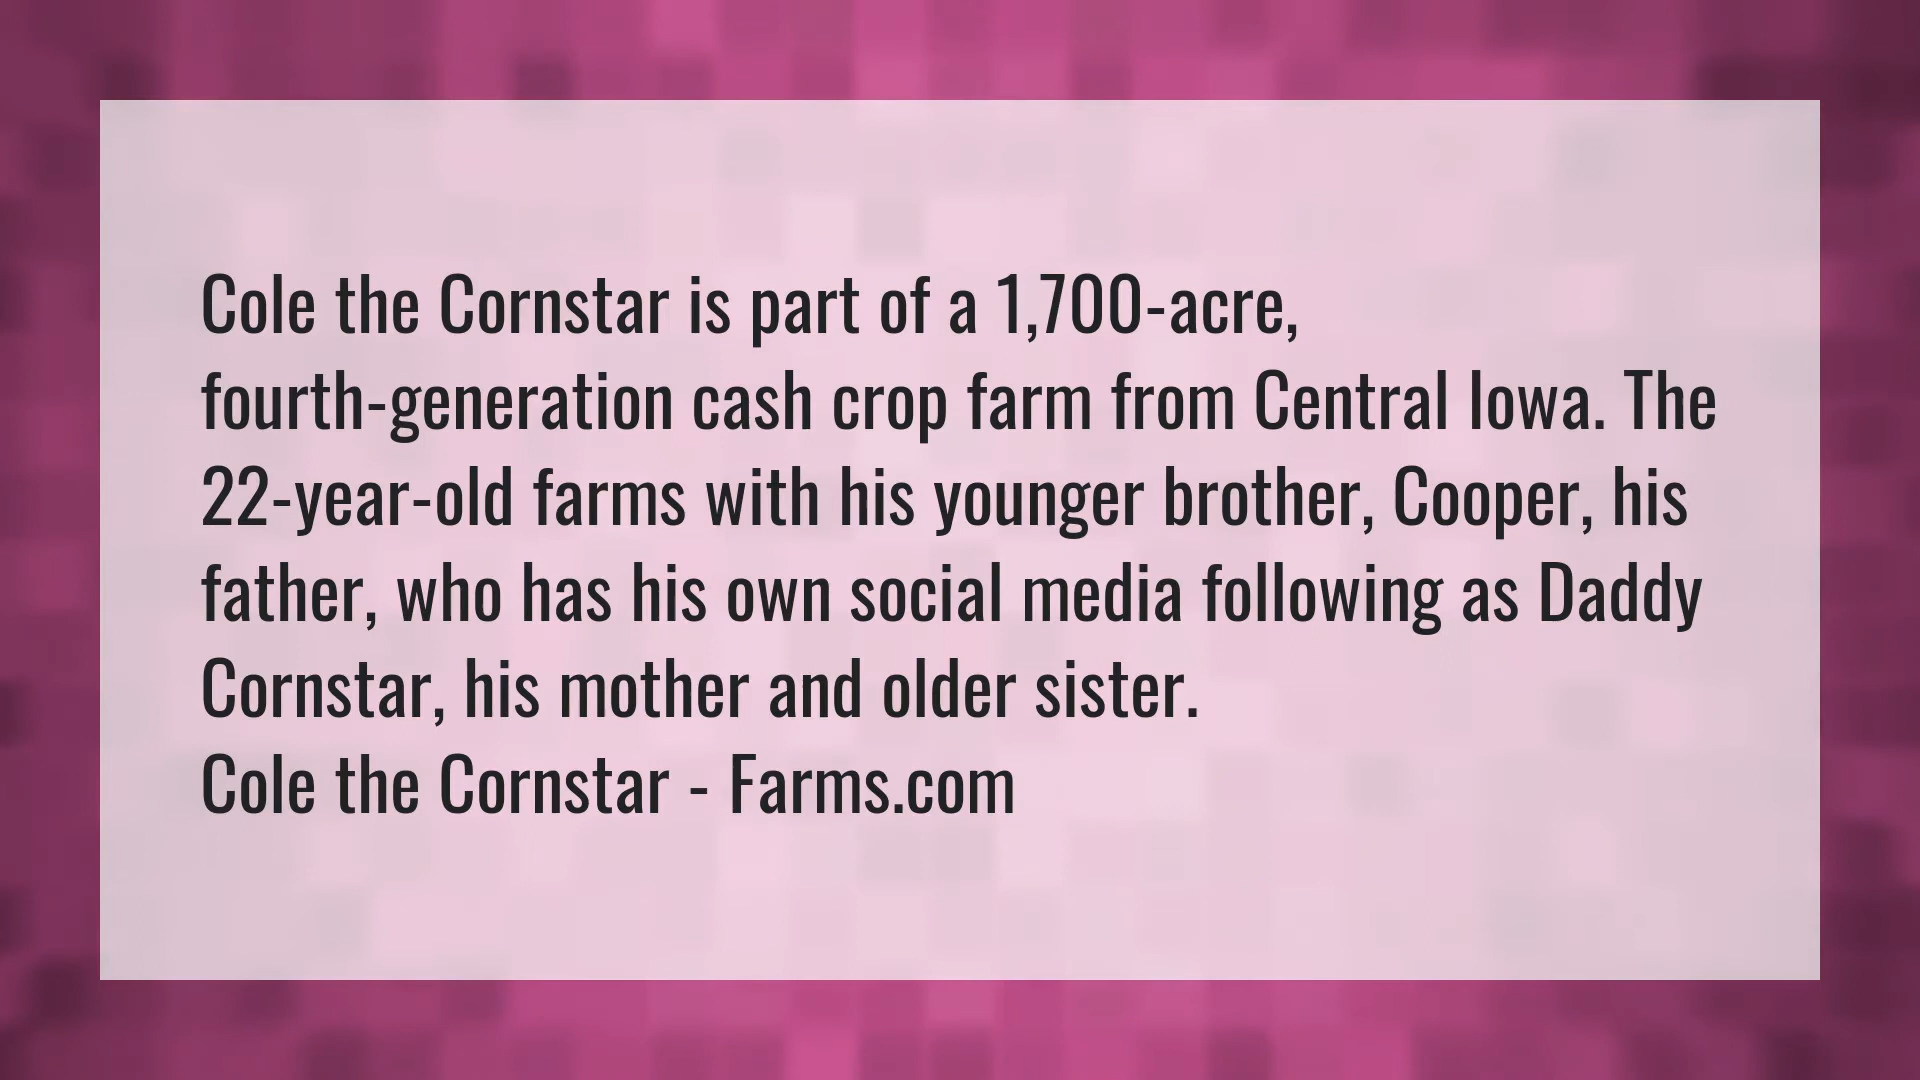 Cole the Cornstar is part of a 1,700-acre,
fourth-generation cash crop farm from Central Iowa. The
22-year-old farms with his younger brother, Cooper, his
father, who has his own social media following as Daddy
Cornstar, his mother and older sister.
Cole the Cornstar - Farms.com